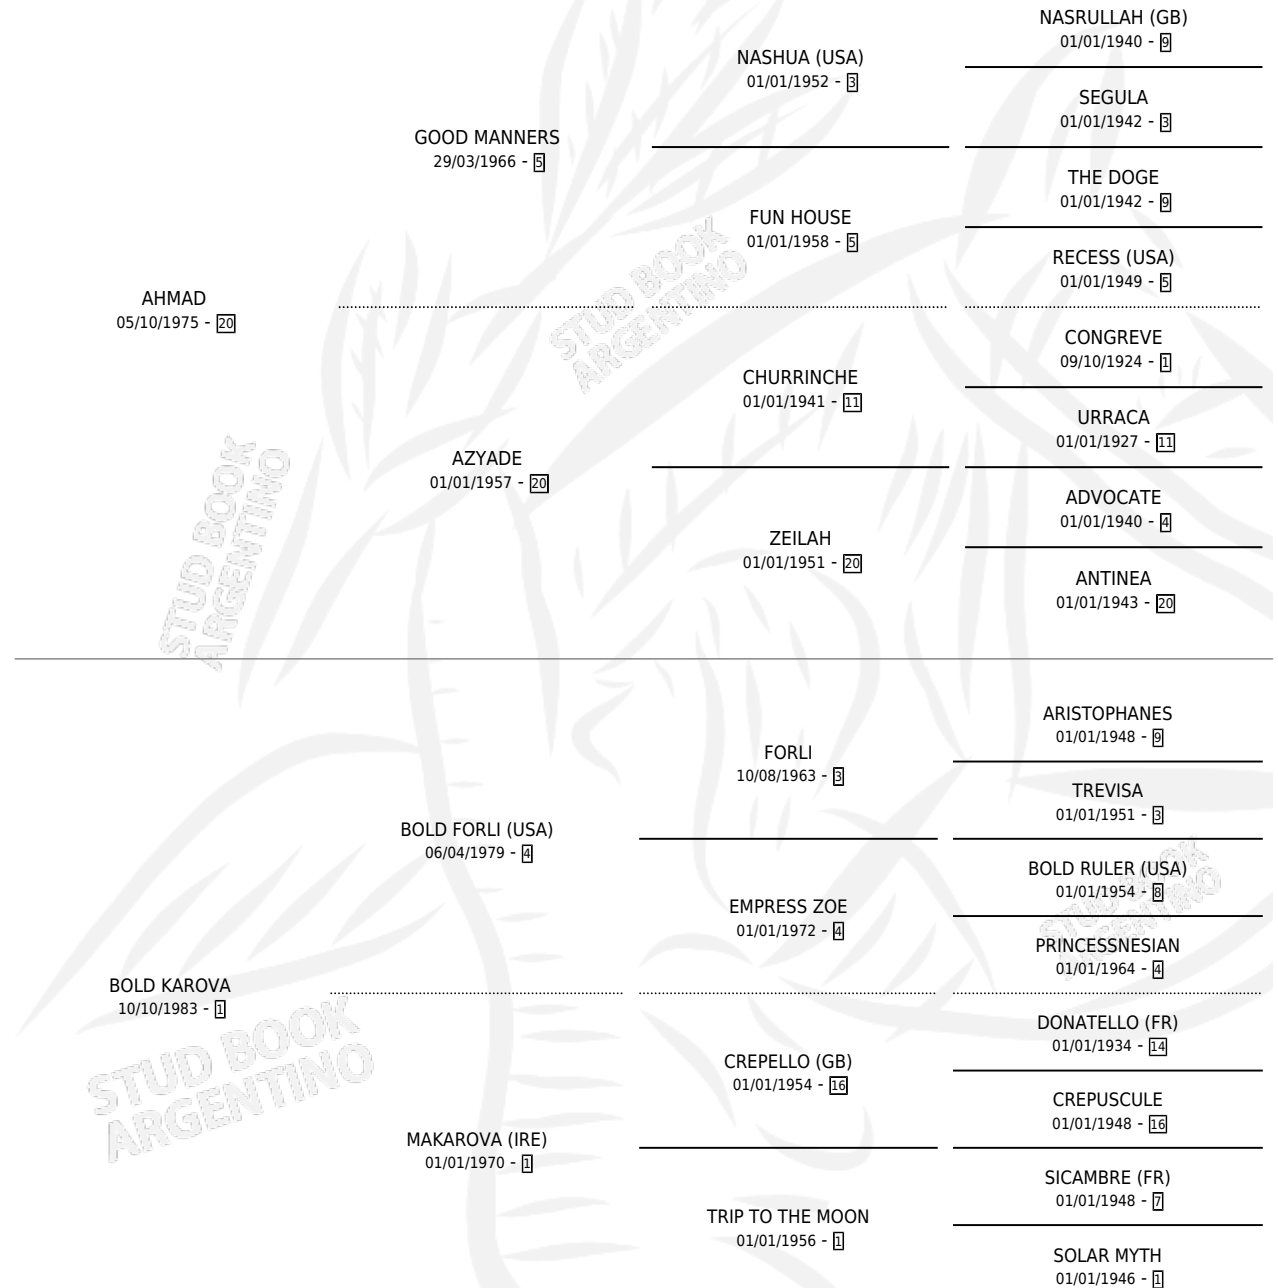 NASRULLAH (GB)
01/01/1940 - 9
NASHUA (USA)
01/01/1952 - 3
SEGULA
01/01/1942 - 3
GOOD MANNERS
29/03/1966 - 5
THE DOGE
01/01/1942 - 9
FUN HOUSE
01/01/1958 - 5
RECESS (USA)
01/01/1949 - 5
AHMAD
05/10/1975 - 20
CONGREVE
09/10/1924 - 1
CHURRINCHE
01/01/1941 - 11
URRACA
01/01/1927 - 11
AZYADE
01/01/1957 - 20
ADVOCATE
01/01/1940 - 4
ZEILAH
01/01/1951 - 20
ANTINEA
01/01/1943 - 20
STUD BOOK
ARGENTINO
STUD BOOK
ARGENTINO
ARISTOPHANES
01/01/1948 - 9
FORLI
10/08/1963 - 3
TREVISA
01/01/1951 - 3
BOLD FORLI (USA)
06/04/1979 - 4
BOLD RULER (USA)
01/01/1954 - 8
EMPRESS ZOE
01/01/1972 - 4
PRINCESSNESIAN
01/01/1964 - 4
STUD BOOK
ARGENTINO
BOLD KAROVA
10/10/1983 - 1
DONATELLO (FR)
01/01/1934 - 14
CREPELLO (GB)
01/01/1954 - 16
CREPUSCULE
01/01/1948 - 16
MAKAROVA (IRE)
01/01/1970 - 1
SICAMBRE (FR)
01/01/1948 - 7
TRIP TO THE MOON
01/01/1956 - 1
SOLAR MYTH
01/01/1946 - 1
STUD BOOK
ARGENTINO